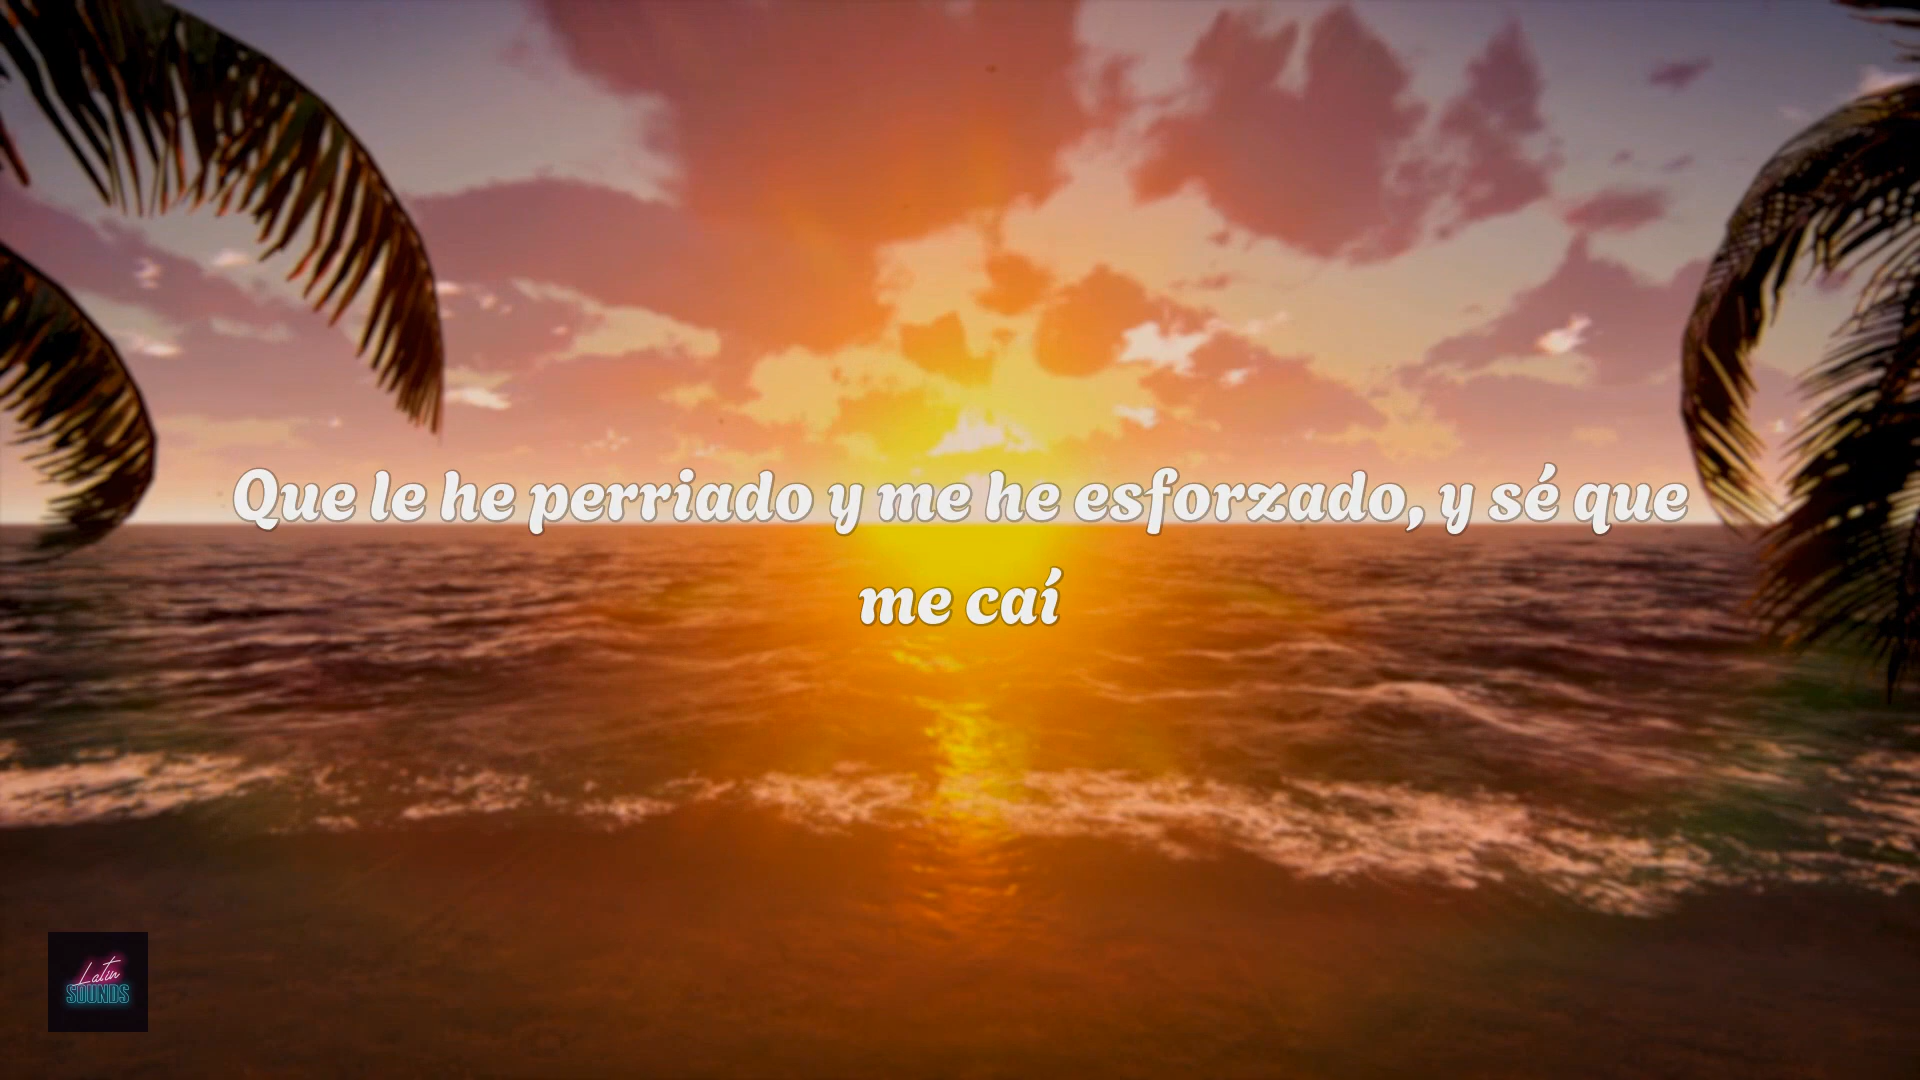 Que le he perriado y me he esforzado, y sé que
me caí
Latin
SOUNDS